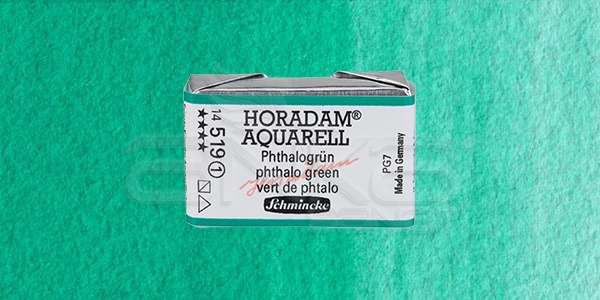 HORADAM®
AQUARELL
Phthalogrün
phthalo green
vert de phtalo
Schmincke
14 519 1
PG7
Made in Germany